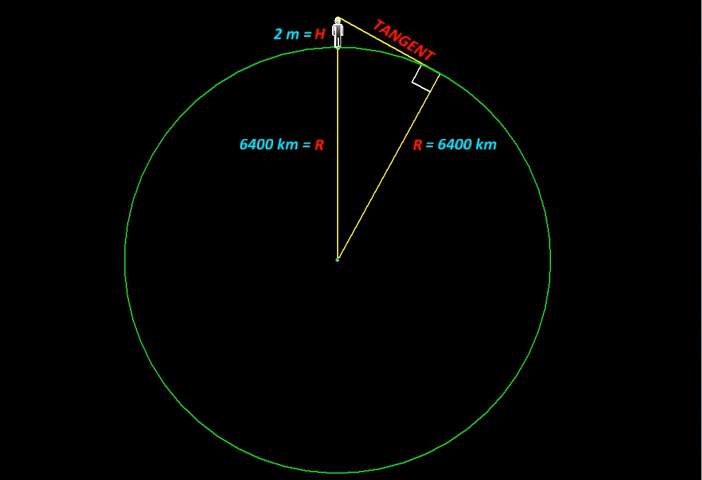 2 m = H
TANGENT
6400 km = R
R = 6400 km